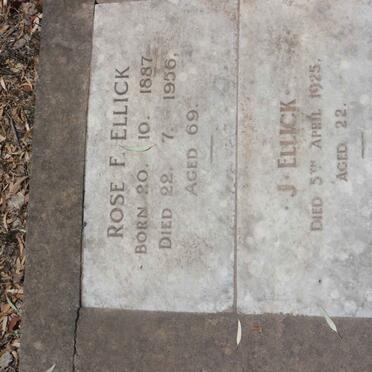 ROSE F. ELLICK
BORN 20. 10. 1887.
DIED 22. 7. 1956.
AGED 69.
J. ELLICK.
DIED 5TH APRIL 1925.
AGED 22.